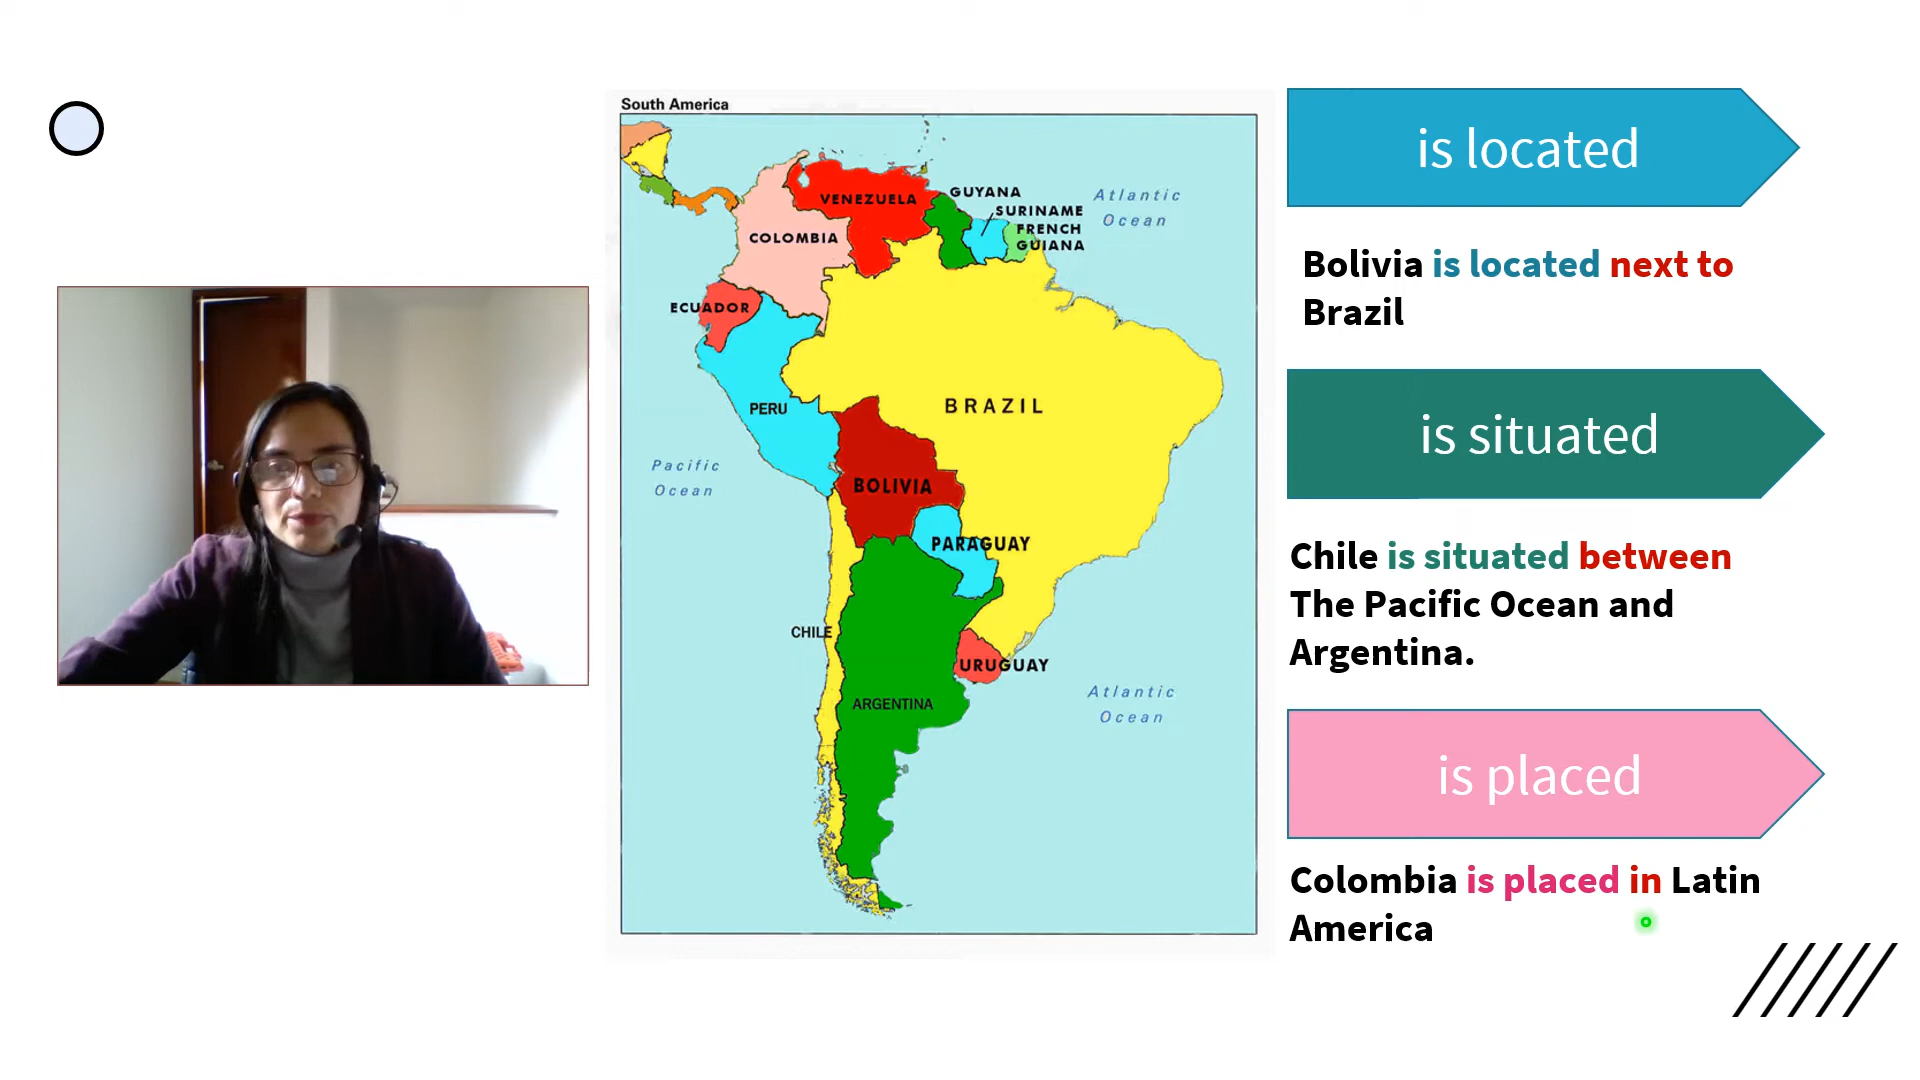 South America
VENEZUELA
GUYANA
SURINAME
FRENCH
GUIANA
Atlantic
Ocean
COLOMBIA
ECUADOR
PERU
BRAZIL
Pacific
Ocean
BOLIVIA
PARAGUAY
CHILE
URUGUAY
ARGENTINA
Atlantic
Ocean
is located
Bolivia is located next to
Brazil
is situated
Chile is situated between
The Pacific Ocean and
Argentina.
is placed
Colombia is placed in Latin
America